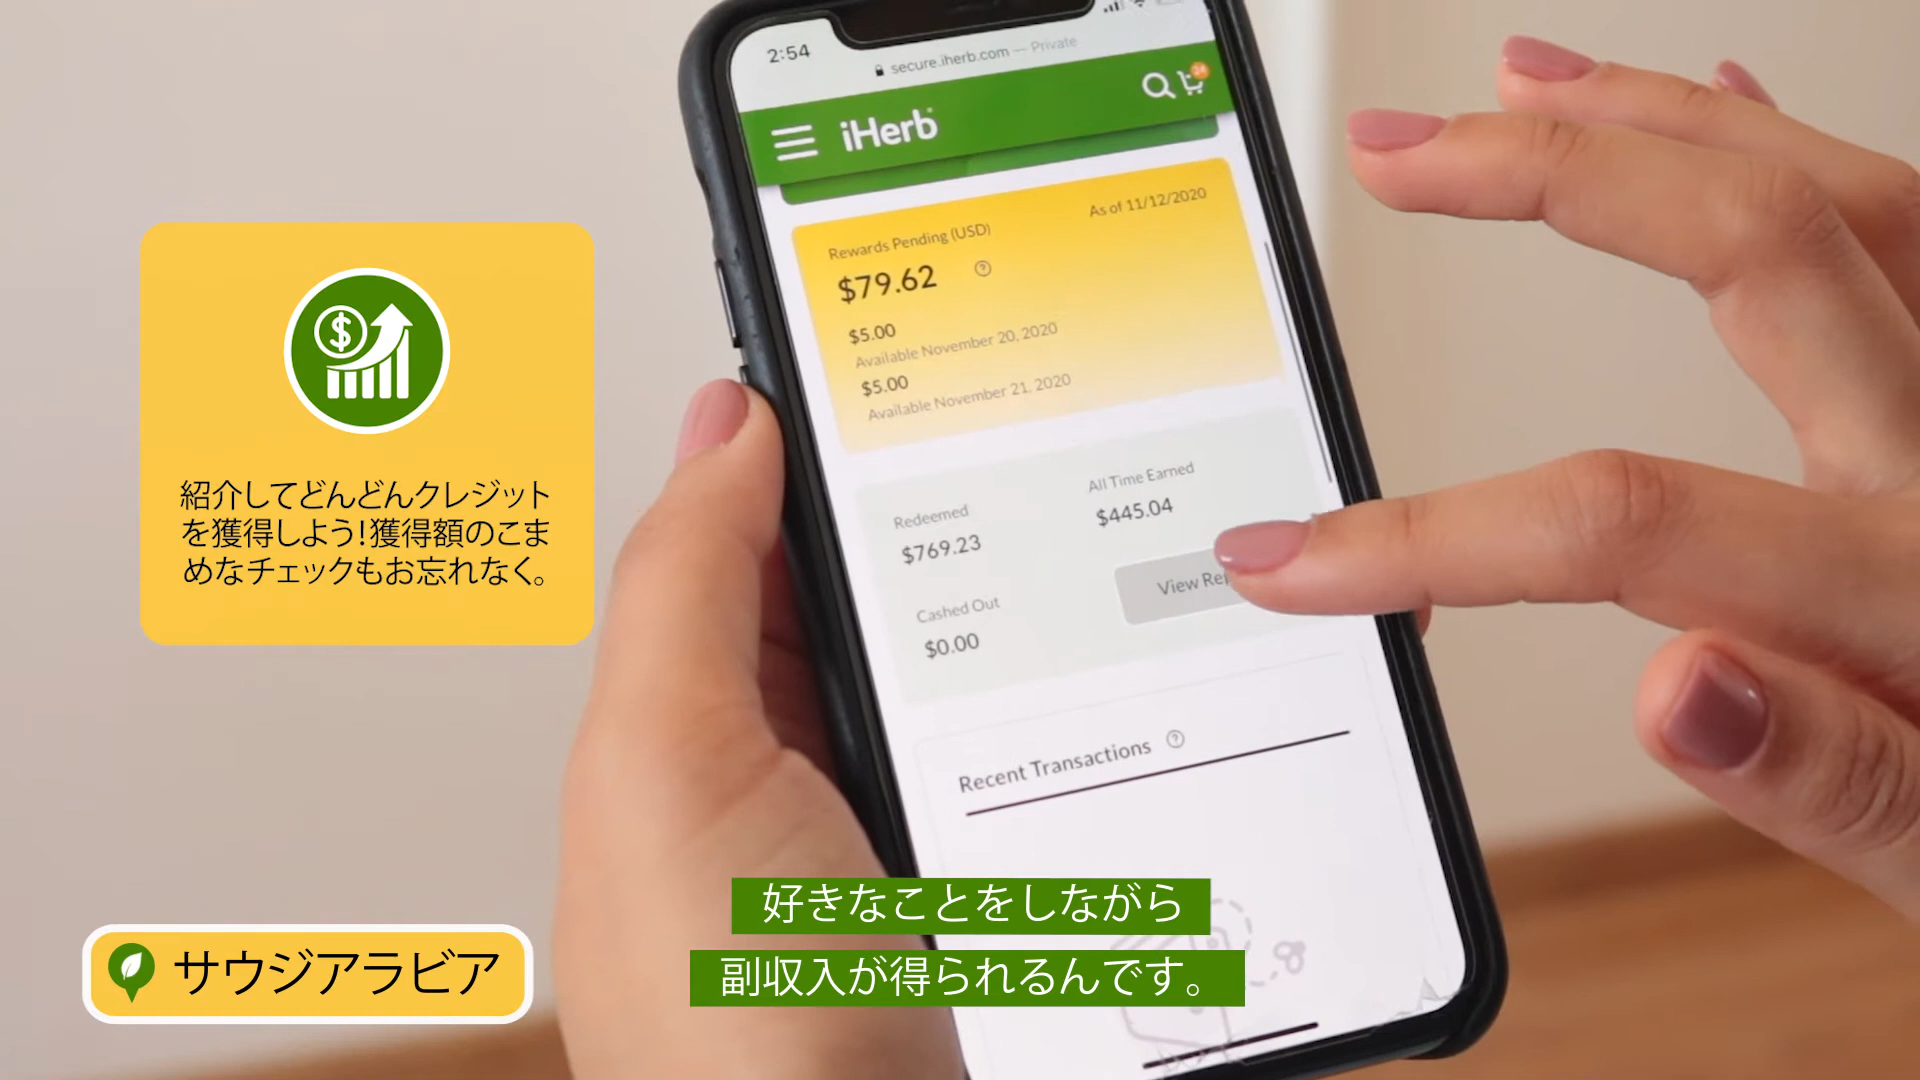 2:54
secure.iherb.com — Private
iHerb
24
Rewards Pending (USD)
As of 11/12/2020
$79.62
$5.00
Available November 20, 2020
$5.00
Available November 21, 2020
Redeemed
All Time Earned
$769.23
$445.04
Cashed Out
View
$0.00
Recent Transactions
紹介してどんどんクレジット
を獲得しよう!獲得額のこま
めなチェックもお忘れなく。
好きなことをしながら
副収入が得られるんです。
サウジアラビア